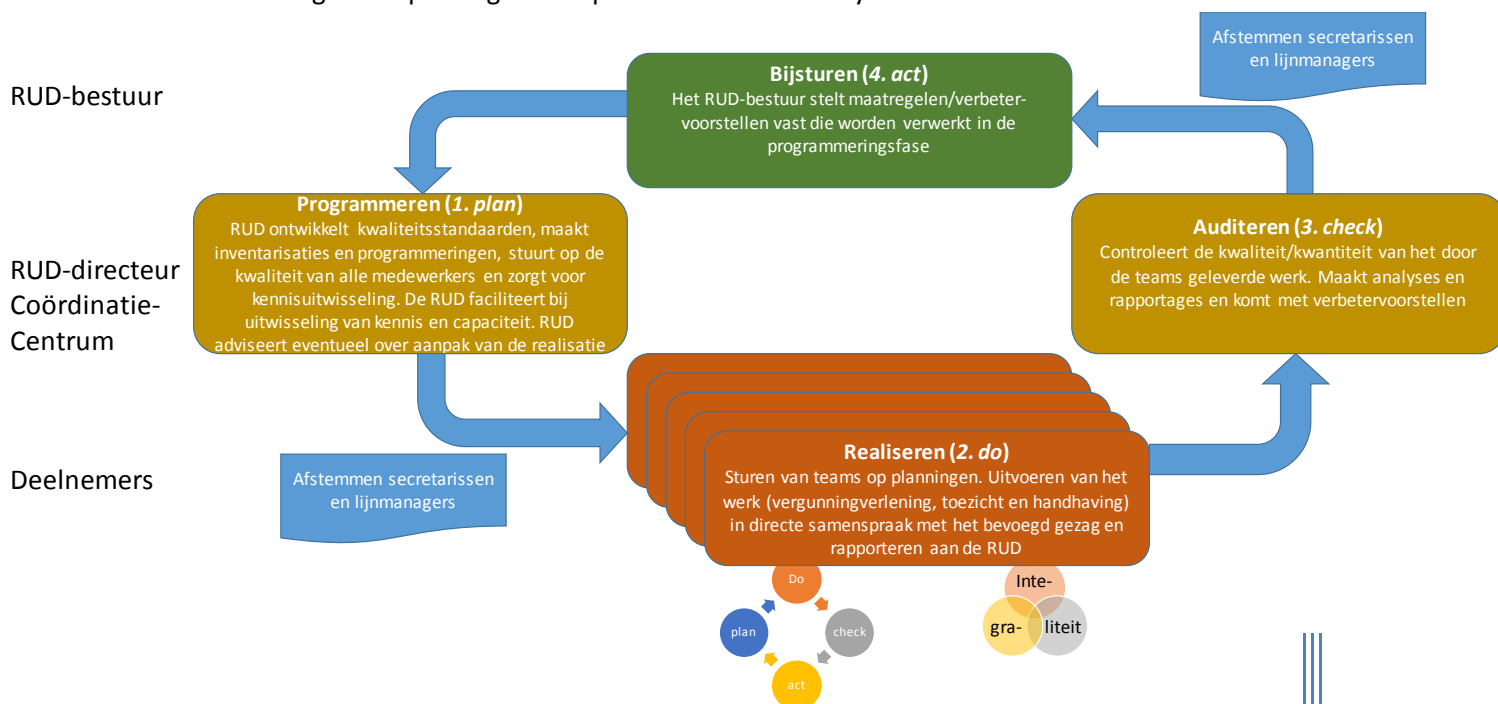 RUD-bestuur
Afstemmen secretarissen
en lijnmanagers
Bijsturen (4. act)
Het RUD-bestuur stelt maatregelen/verbeter-
voorstellen vast die worden verwerkt in de
programmeringsfase
RUD-directeur
Coördinatie-
Centrum
Programmeren (1. plan)
RUD ontwikkelt kwaliteitsstandaarden, maakt
inventarisaties en programmeringen, stuurt op de
kwaliteit van alle medewerkers en zorgt voor
kennisuitwisseling. De RUD faciliteert bij
uitwisseling van kennis en capaciteit. RUD
adviseert eventueel over aanpak van de realisatie
Auditeren (3. check)
Controleert de kwaliteit/kwantiteit van het door
de teams geleverde werk. Maakt analyses en
rapportages en komt met verbetervoorstellen
Deelnemers
Afstemmen secretarissen
en lijnmanagers
Realiseren (2. do)
Sturen van teams op planningen. Uitvoeren van het
werk (vergunningverlening, toezicht en handhaving)
in directe samenspraak met het bevoegd gezag en
rapporteren aan de RUD
Do
plan
check
act
Inte-
gra-
liteit